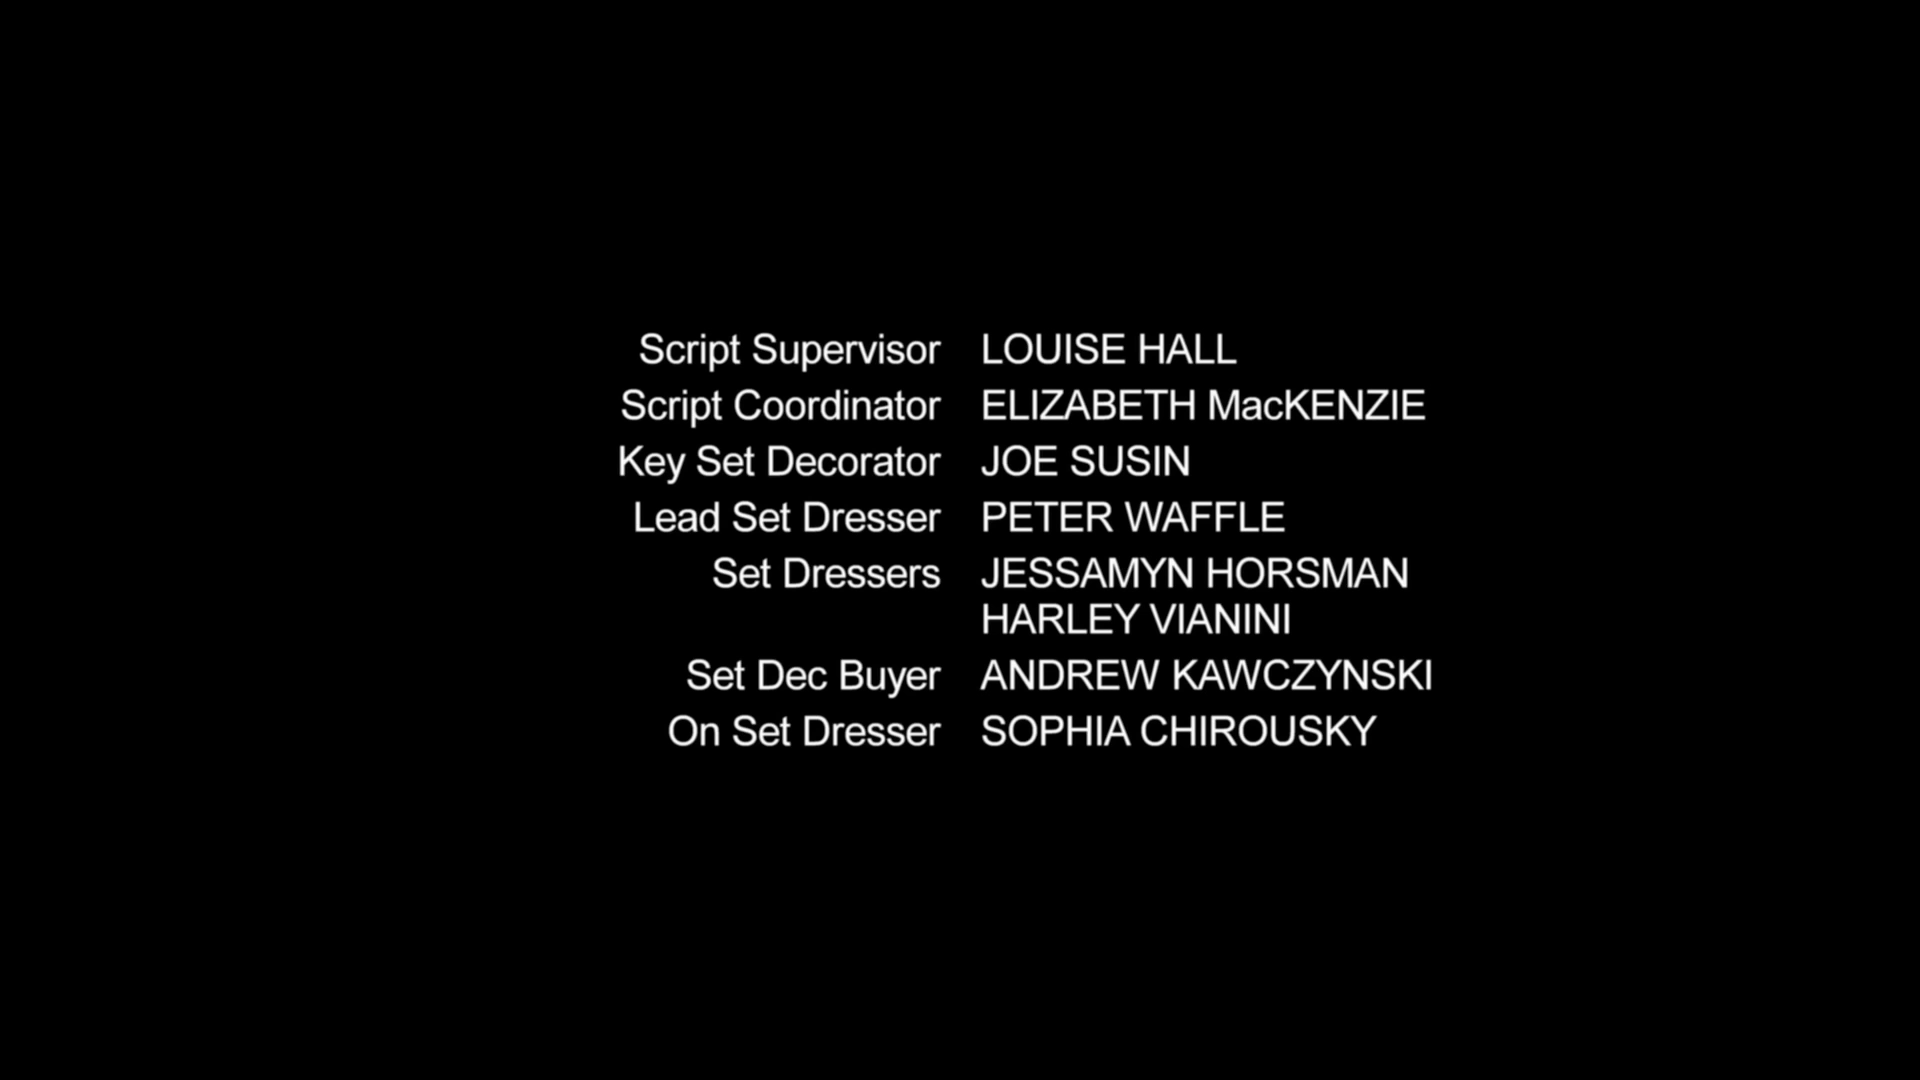 Script Supervisor LOUISE HALL
Script Coordinator ELIZABETH MacKENZIE
Key Set Decorator JOE SUSIN
Lead Set Dresser PETER WAFFLE
Set Dressers JESSAMYN HORSMAN
HARLEY VIANINI
Set Dec Buyer ANDREW KAWCZYNSKI
On Set Dresser SOPHIA CHIROUSKY